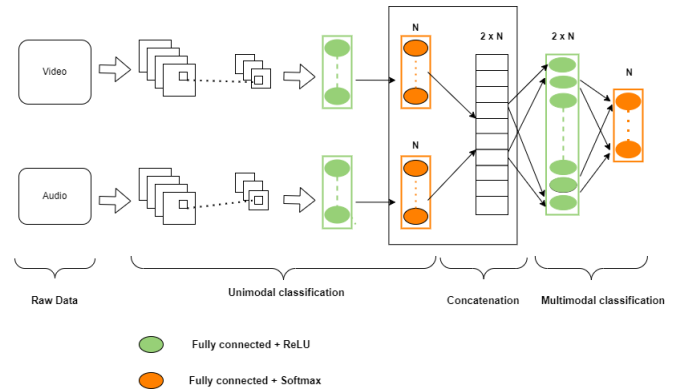 N
2 x N
2 x N
N
Video
N
Audio
Raw Data
Unimodal classification
Concatenation
Multimodal classification
Fully connected + ReLU
Fully connected + Softmax